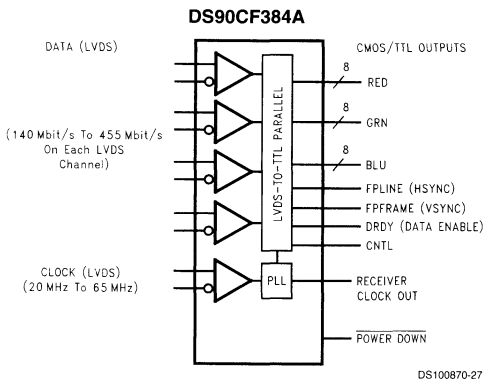 DS90CF384A
DATA (LVDS)
CMOS/TTL OUTPUTS
8
RED
8
GRN
(140 Mbit/s To 455 Mbit/s
On Each LVDS
Channel)
LVDS-TO-TTL PARALLEL
8
BLU
FPLINE (HSYNC)
FPFRAME (VSYNC)
DRDY (DATA ENABLE)
CNTL
CLOCK (LVDS)
(20 MHz To 65 MHz)
PLL
RECEIVER
CLOCK OUT
POWER DOWN
DS100870-27